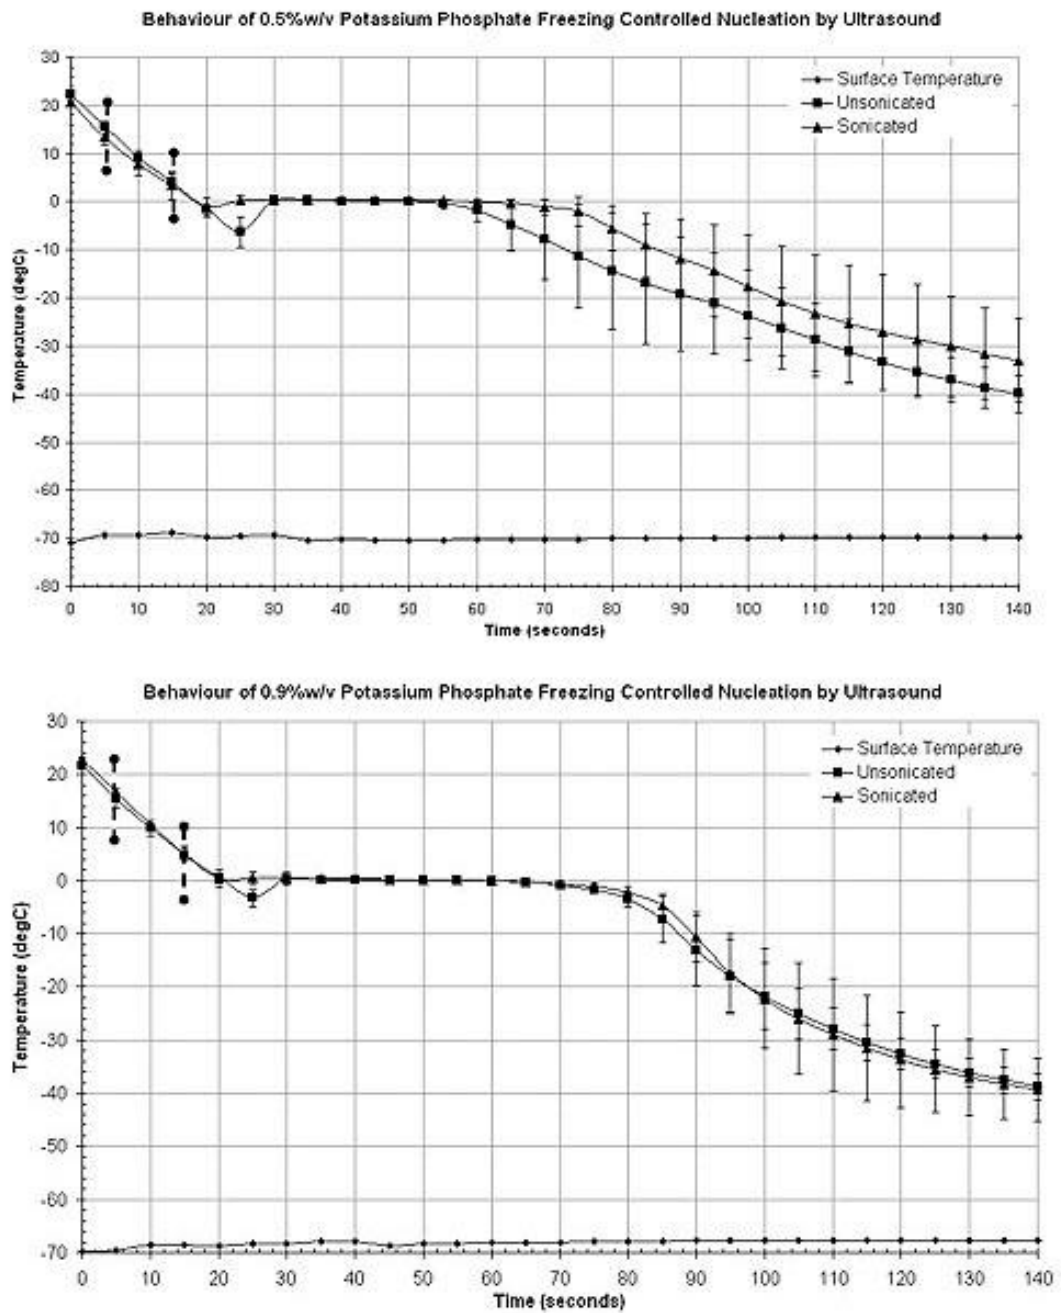 Behaviour of 0.5%w/v Potassium Phosphate Freezing Controlled Nucleation by Ultrasound
30
20
10
0
-10
-20
-30
-40
-50
-60
-70
-80
Temperature (degC)
Surface Temperature
Unsonicated
Sonicated
0 10 20 30 40 50 60 70 80 90 100 110 120 130 140
Time (seconds)
Behaviour of 0.9%w/v Potassium Phosphate Freezing Controlled Nucleation by Ultrasound
30
20
10
0
-10
-20
-30
-40
-50
-60
-70
Temperature (degC)
Surface Temperature
Unsonicated
Sonicated
0 10 20 30 40 50 60 70 80 90 100 110 120 130 140
Time (seconds)